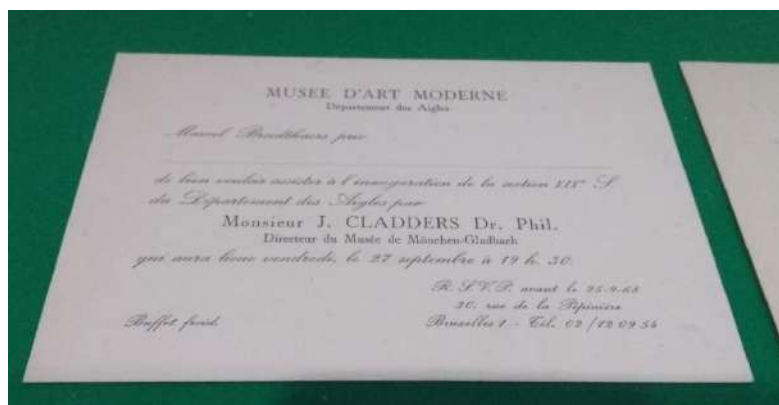 MUSEE D'ART MODERNE
Département des Aigles
Marcel Broodthaers prie
de bien vouloir assister à l'inauguration de la section XIXe S.
du Département des Aigles par
Monsieur J. CLADDERS Dr. Phil.
Directeur du Musée de Mönchen-Gladbach
qui aura lieu vendredi, le 27 septembre à 19 h. 30.
R. S. V. P. avant le 25-9-68
30, rue de la Pépinière
Buffet froid.
Bruxelles 1 - Tél. 02 / 12 09 54